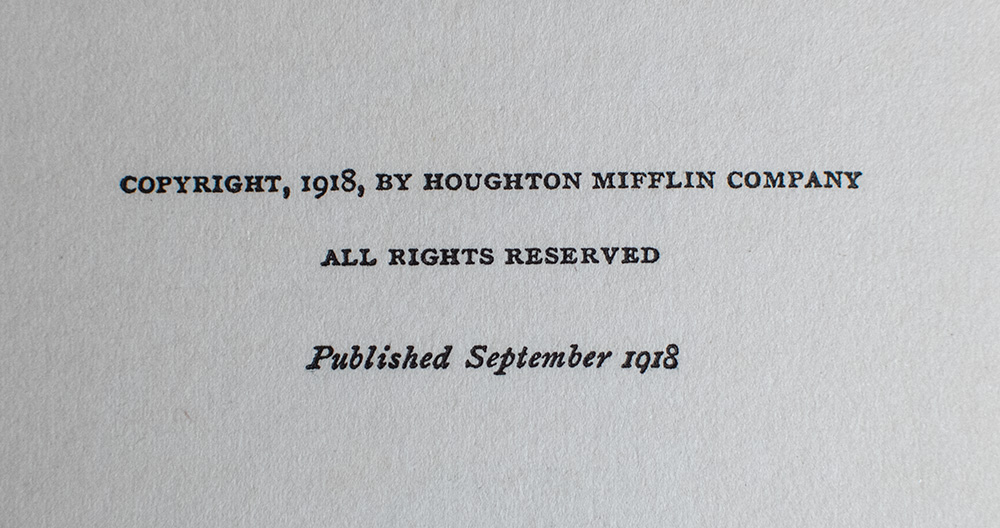 COPYRIGHT, 1918, BY HOUGHTON MIFFLIN COMPANY
ALL RIGHTS RESERVED
Published September 1918